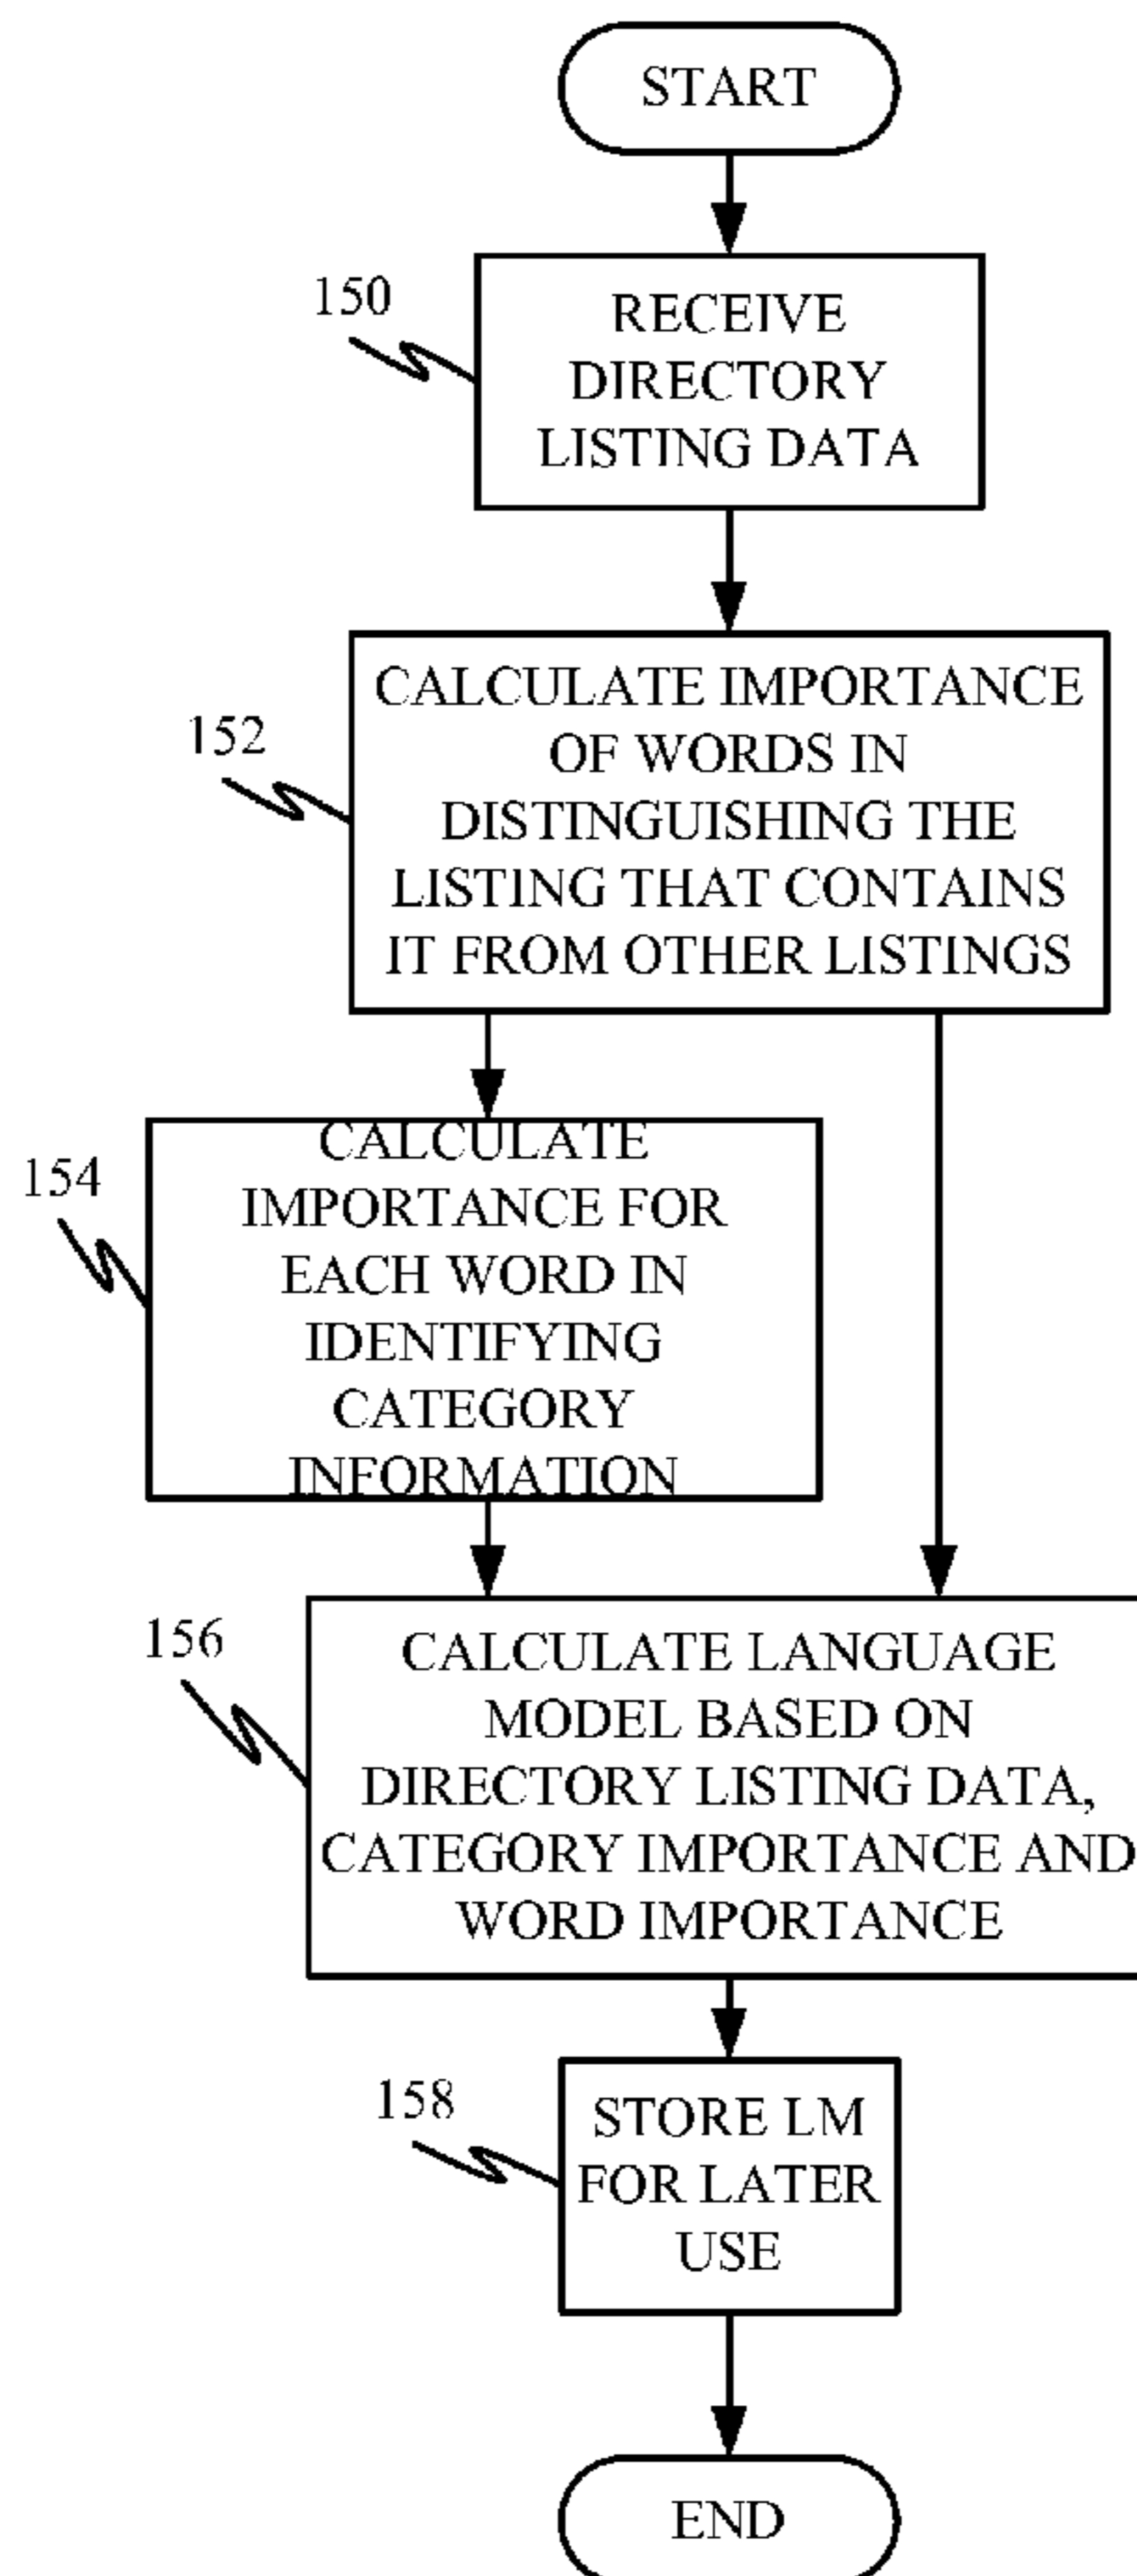 START
150
RECEIVE
DIRECTORY
LISTING DATA
152
CALCULATE IMPORTANCE
OF WORDS IN
DISTINGUISHING THE
LISTING THAT CONTAINS
IT FROM OTHER LISTINGS
154
CALCULATE
IMPORTANCE FOR
EACH WORD IN
IDENTIFYING
CATEGORY
INFORMATION
156
CALCULATE LANGUAGE
MODEL BASED ON
DIRECTORY LISTING DATA,
CATEGORY IMPORTANCE AND
WORD IMPORTANCE
158
STORE LM
FOR LATER
USE
END